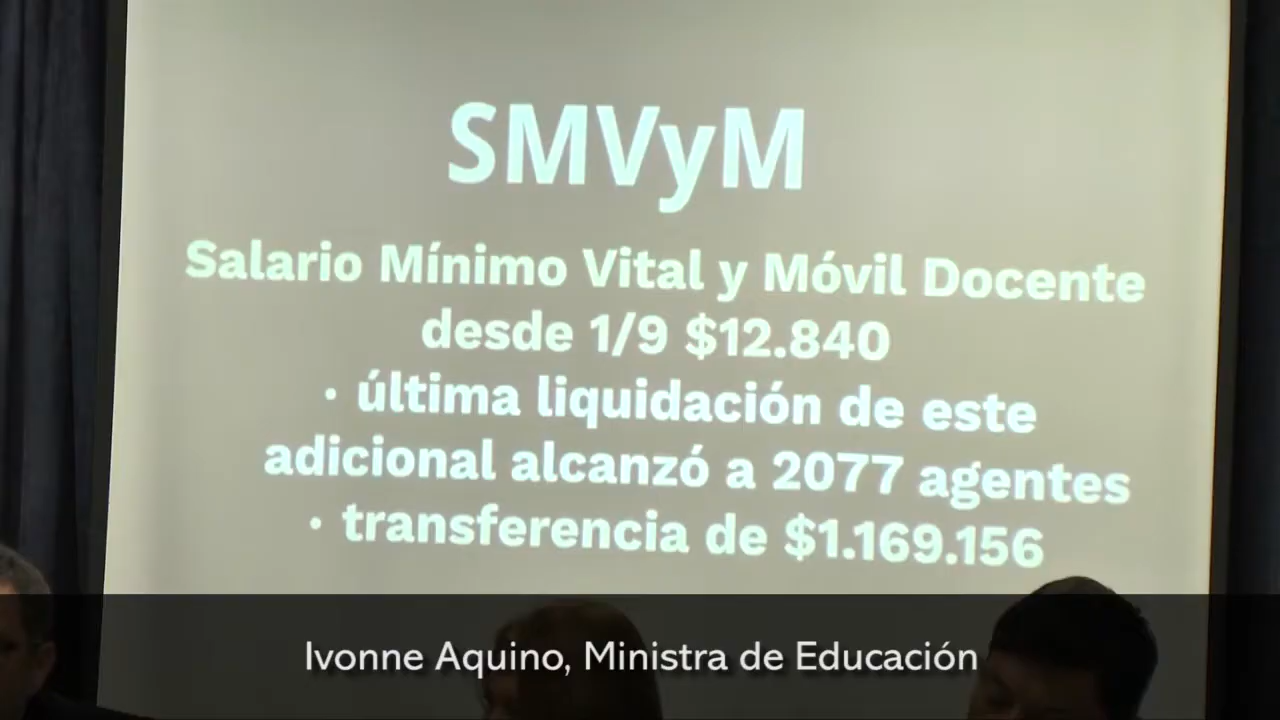 SMVyM
Salario Mínimo Vital y Móvil Docente
desde 1/9 $12.840
· última liquidación de este
adicional alcanzó a 2077 agentes
· transferencia de $1.169.156
Ivonne Aquino, Ministra de Educación